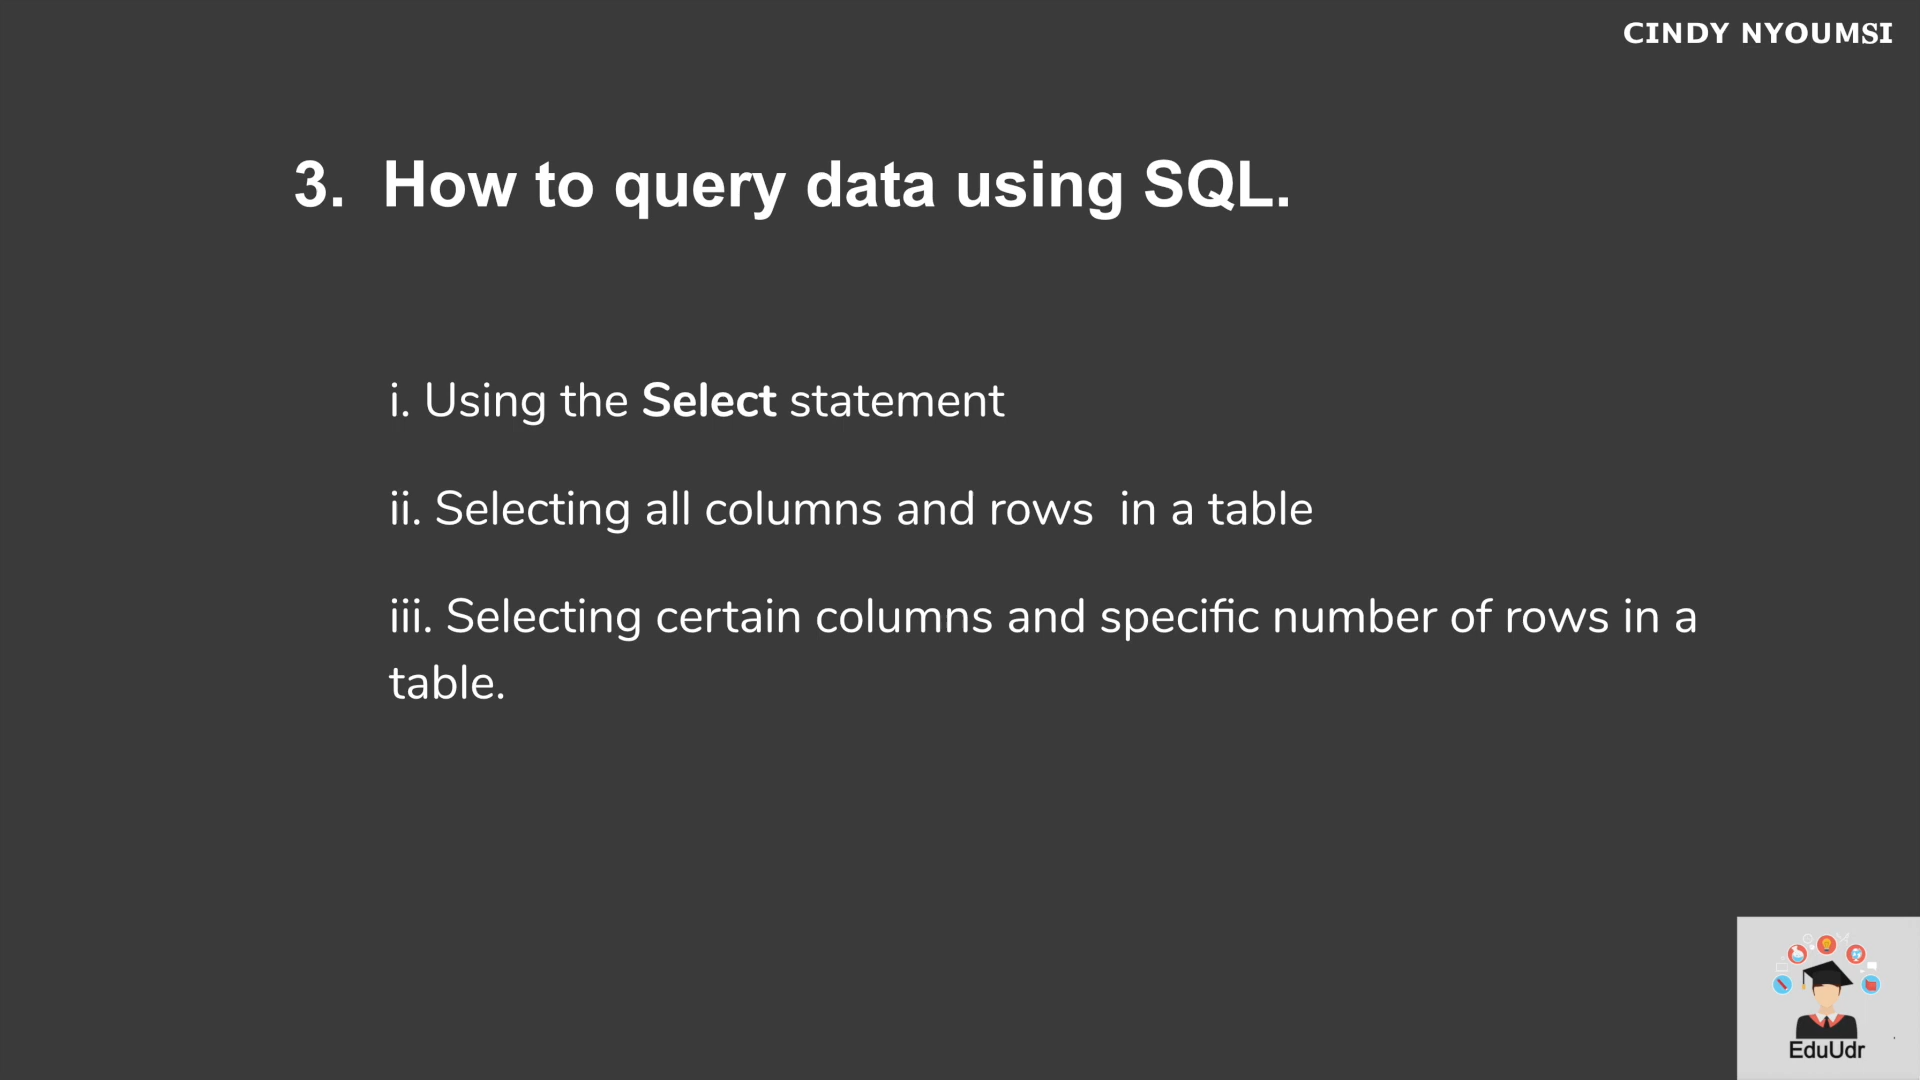 CINDY NYOUMSI
3. How to query data using SQL.
i. Using the Select statement
ii. Selecting all columns and rows  in a table
iii. Selecting certain columns and specific number of rows in a
table.
EduUdr